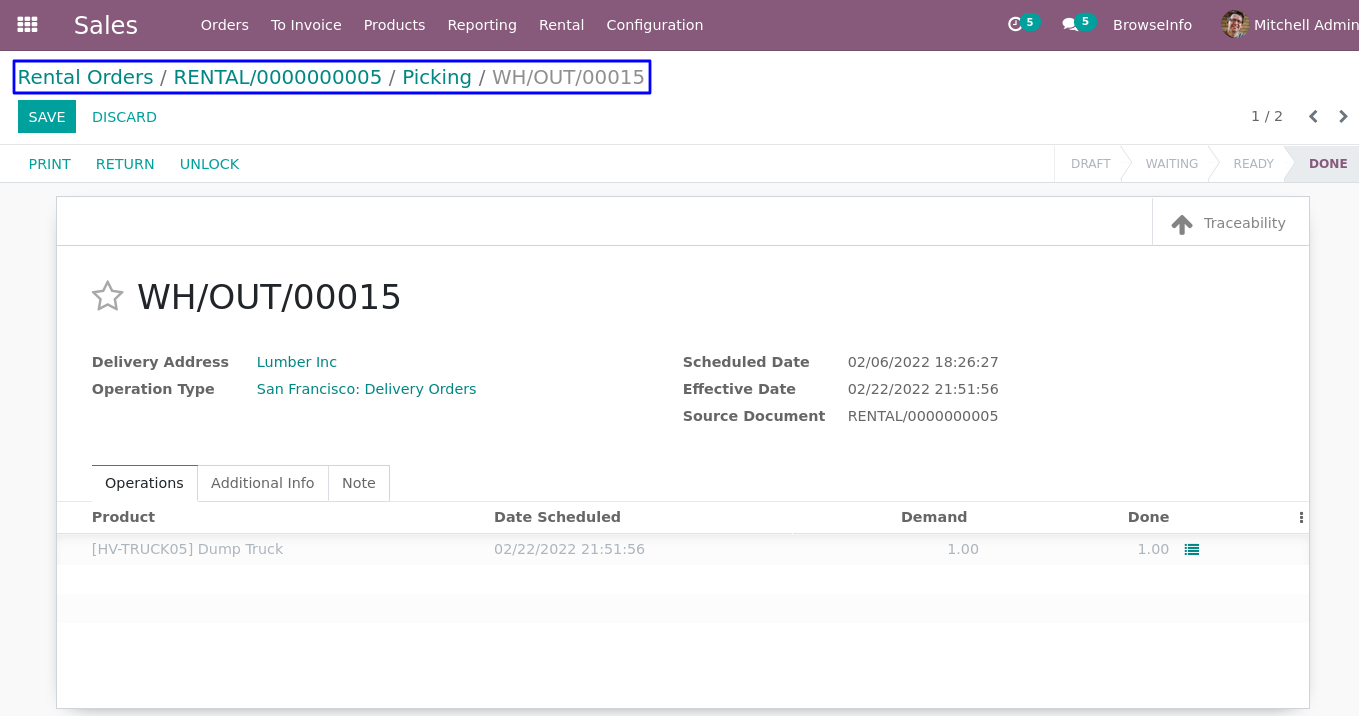 Sales Orders To Invoice Products Reporting Rental Configuration 5 5 BrowseInfo Mitchell Admin
Rental Orders / RENTAL/0000000005 / Picking / WH/OUT/00015
SAVE DISCARD 1 / 2
PRINT RETURN UNLOCK DRAFT WAITING READY DONE
Traceability
WH/OUT/00015
Delivery Address Lumber Inc Scheduled Date 02/06/2022 18:26:27
Operation Type San Francisco: Delivery Orders Effective Date 02/22/2022 21:51:56
Source Document RENTAL/0000000005
Operations Additional Info Note
Product Date Scheduled Demand Done
[HV-TRUCK05] Dump Truck 02/22/2022 21:51:56 1.00 1.00